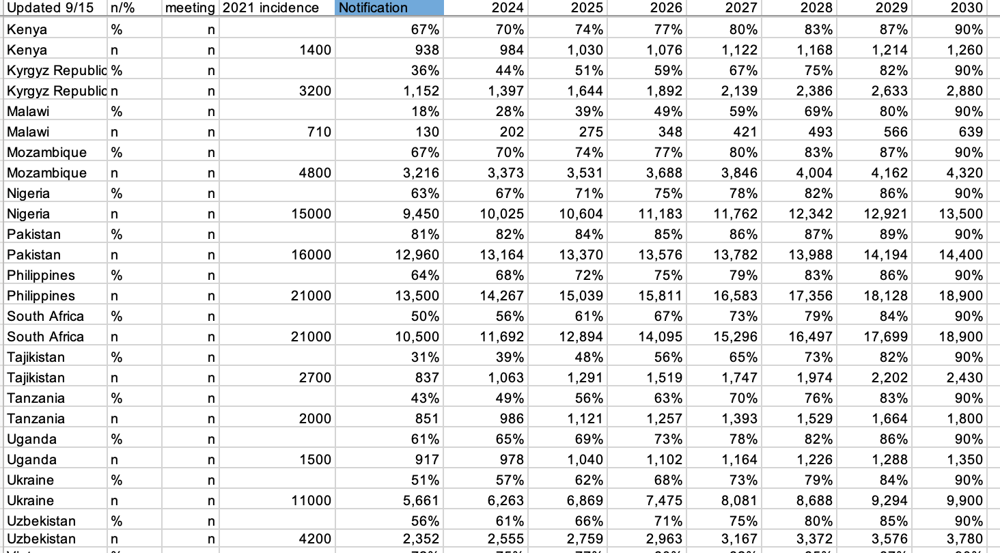 Updated 9/15 n/% meeting 2021 incidence Notification 2024 2025 2026 2027 2028 2029 2030
Kenya % n 67% 70% 74% 77% 80% 83% 87% 90%
Kenya n n 1400 938 984 1,030 1,076 1,122 1,168 1,214 1,260
Kyrgyz Republic % n 36% 44% 51% 59% 67% 75% 82% 90%
Kyrgyz Republic n n 3200 1,152 1,397 1,644 1,892 2,139 2,386 2,633 2,880
Malawi % n 18% 28% 39% 49% 59% 69% 80% 90%
Malawi n n 710 130 202 275 348 421 493 566 639
Mozambique % n 67% 70% 74% 77% 80% 83% 87% 90%
Mozambique n n 4800 3,216 3,373 3,531 3,688 3,846 4,004 4,162 4,320
Nigeria % n 63% 67% 71% 75% 78% 82% 86% 90%
Nigeria n n 15000 9,450 10,025 10,604 11,183 11,762 12,342 12,921 13,500
Pakistan % n 81% 82% 84% 85% 86% 87% 89% 90%
Pakistan n n 16000 12,960 13,164 13,370 13,576 13,782 13,988 14,194 14,400
Philippines % n 64% 68% 72% 75% 79% 83% 86% 90%
Philippines n n 21000 13,500 14,267 15,039 15,811 16,583 17,356 18,128 18,900
South Africa % n 50% 56% 61% 67% 73% 79% 84% 90%
South Africa n n 21000 10,500 11,692 12,894 14,095 15,296 16,497 17,699 18,900
Tajikistan % n 31% 39% 48% 56% 65% 73% 82% 90%
Tajikistan n n 2700 837 1,063 1,291 1,519 1,747 1,974 2,202 2,430
Tanzania % n 43% 49% 56% 63% 70% 76% 83% 90%
Tanzania n n 2000 851 986 1,121 1,257 1,393 1,529 1,664 1,800
Uganda % n 61% 65% 69% 73% 78% 82% 86% 90%
Uganda n n 1500 917 978 1,040 1,102 1,164 1,226 1,288 1,350
Ukraine % n 51% 57% 62% 68% 73% 79% 84% 90%
Ukraine n n 11000 5,661 6,263 6,869 7,475 8,081 8,688 9,294 9,900
Uzbekistan % n 56% 61% 66% 71% 75% 80% 85% 90%
Uzbekistan n n 4200 2,352 2,555 2,759 2,963 3,167 3,372 3,576 3,780